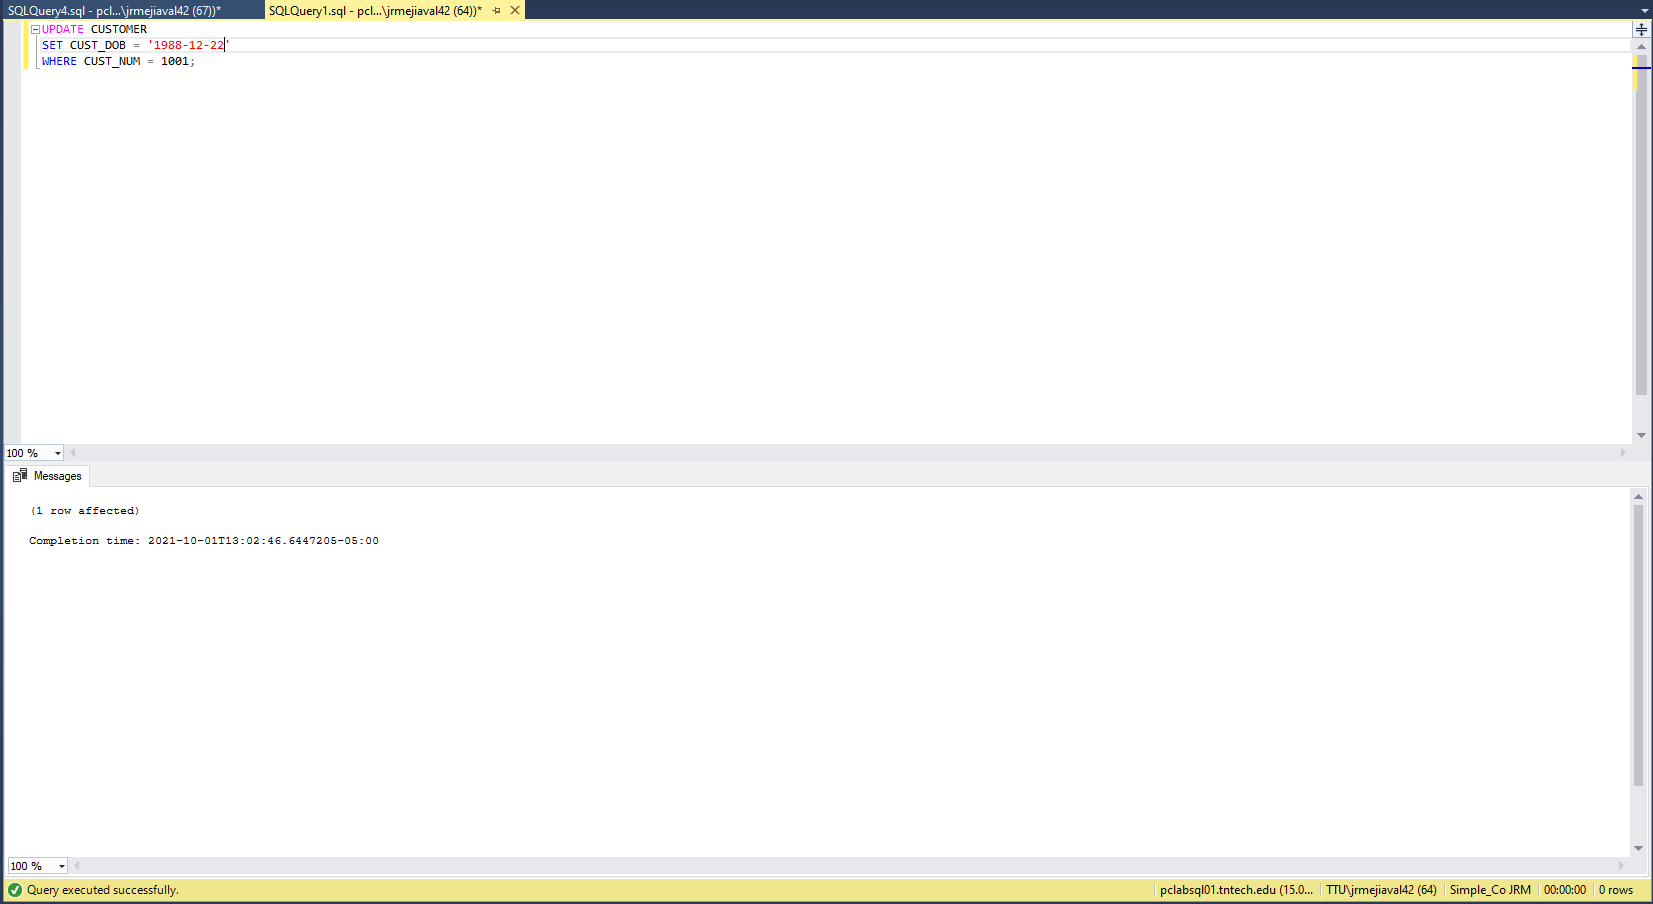 SQLQuery4.sql - pcl...\jrmejiaval42 (67))* SQLQuery1.sql - pcl...\jrmejiaval42 (64))*
UPDATE CUSTOMER
SET CUST_DOB = '1988-12-22'
WHERE CUST_NUM = 1001;
100 %
Messages
(1 row affected)
Completion time: 2021-10-01T13:02:46.6447205-05:00
100 %
Query executed successfully. pclabsql01.tntech.edu (15.0... TTU\jrmejiaval42 (64) Simple_Co JRM 00:00:00 0 rows